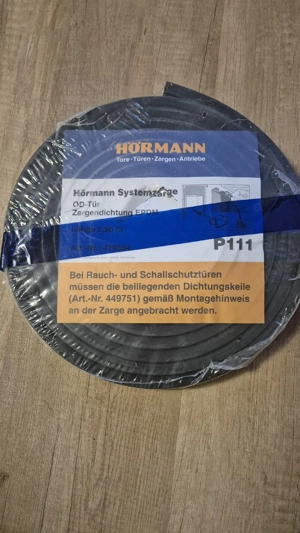 HÖRMANN
Tore · Türen · Zargen · Antriebe
Hörmann Systemzarge
OD-Tür
Zargendichtung EPDM
P111
Bei Rauch- und Schallschutztüren
müssen die beiliegenden Dichtungskeile
(Art.-Nr. 449751) gemäß Montagehinweis
an der Zarge angebracht werden.